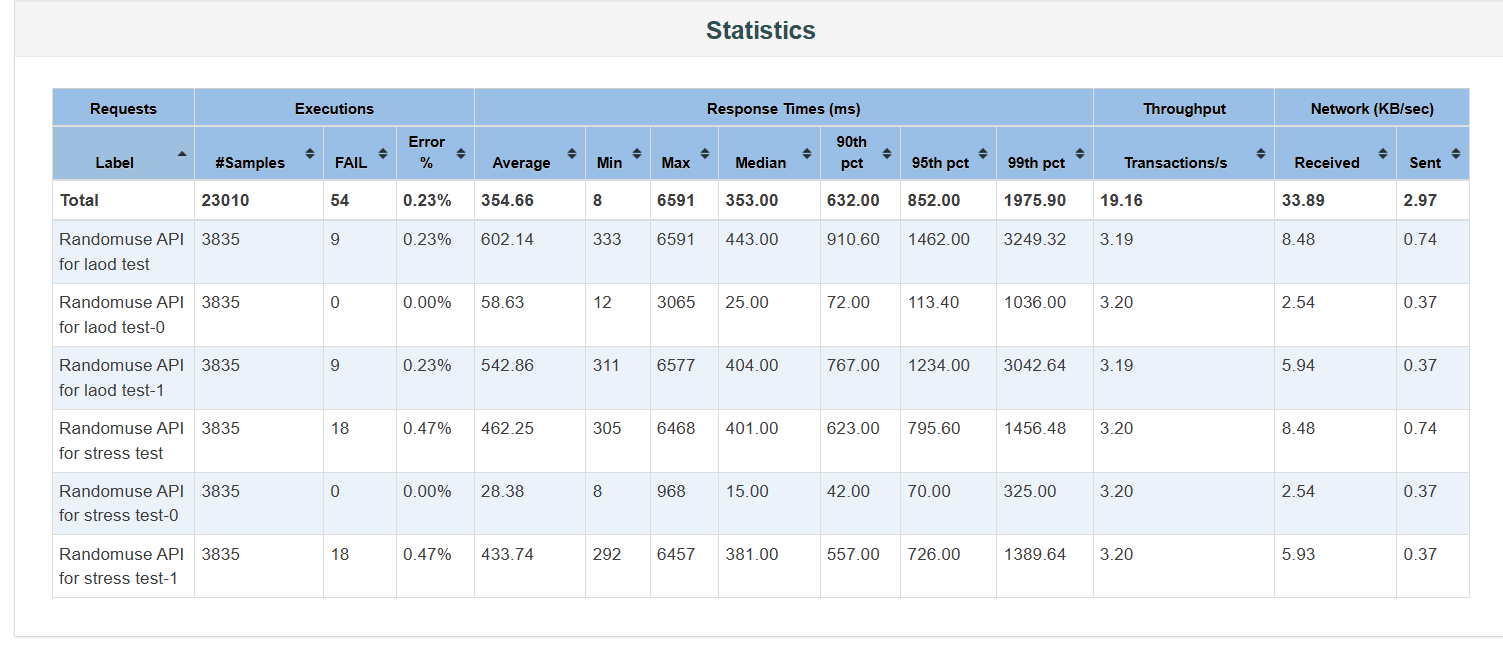 Statistics
Requests Executions Response Times (ms) Throughput Network (KB/sec)
Label #Samples FAIL Error % Average Min Max Median 90th pct 95th pct 99th pct Transactions/s Received Sent
Total 23010 54 0.23% 354.66 8 6591 353.00 632.00 852.00 1975.90 19.16 33.89 2.97
Randomuse API for laod test 3835 9 0.23% 602.14 333 6591 443.00 910.60 1462.00 3249.32 3.19 8.48 0.74
Randomuse API for laod test-0 3835 0 0.00% 58.63 12 3065 25.00 72.00 113.40 1036.00 3.20 2.54 0.37
Randomuse API for laod test-1 3835 9 0.23% 542.86 311 6577 404.00 767.00 1234.00 3042.64 3.19 5.94 0.37
Randomuse API for stress test 3835 18 0.47% 462.25 305 6468 401.00 623.00 795.60 1456.48 3.20 8.48 0.74
Randomuse API for stress test-0 3835 0 0.00% 28.38 8 968 15.00 42.00 70.00 325.00 3.20 2.54 0.37
Randomuse API for stress test-1 3835 18 0.47% 433.74 292 6457 381.00 557.00 726.00 1389.64 3.20 5.93 0.37